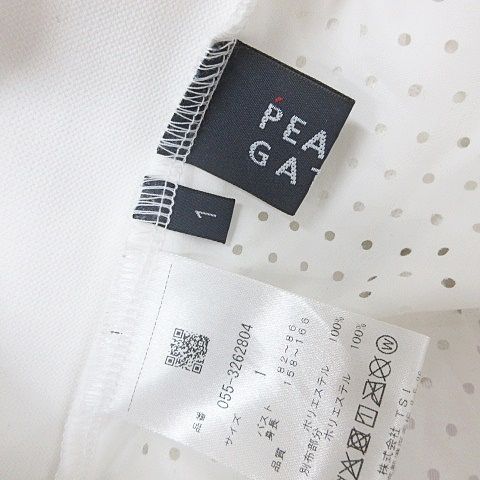 PEA
GA
1
品番 055-3262804
サイズ 1
バスト 82~86
身長 158~166
品質 ポリエステル 100%
別布部分 ポリエステル 100%
株式会社 TSI